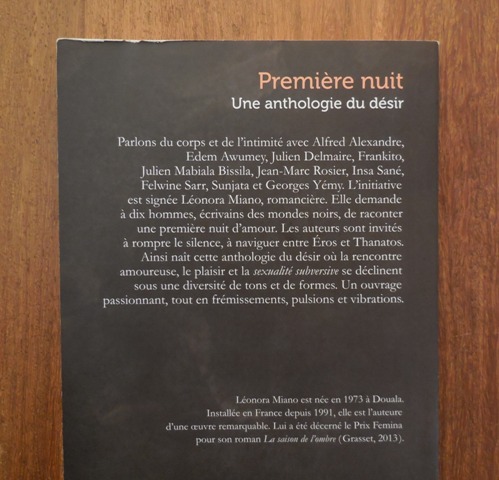 Première nuit
Une anthologie du désir
Parlons du corps et de l'intimité avec Alfred Alexandre,
Edem Awumey, Julien Delmaire, Frankito,
Julien Mabiala Bissila, Jean-Marc Rosier, Insa Sané,
Felwine Sarr, Sunjata et Georges Yémy. L'initiative
est signée Léonora Miano, romancière. Elle demande
à dix hommes, écrivains des mondes noirs, de raconter
une première nuit d'amour. Les auteurs sont invités
à rompre le silence, à naviguer entre Éros et Thanatos.
Ainsi nait cette anthologie du désir où la rencontre
amoureuse, le plaisir et la sexualité subversive se déclinent
sous une diversité de tons et de formes. Un ouvrage
passionnant, tout en frémissements, pulsions et vibrations.
Léonora Miano est née en 1973 à Douala.
Installée en France depuis 1991, elle est l'auteure
d'une œuvre remarquable. Lui a été décerné le Prix Femina
pour son roman La saison de l'ombre (Grasset, 2013).